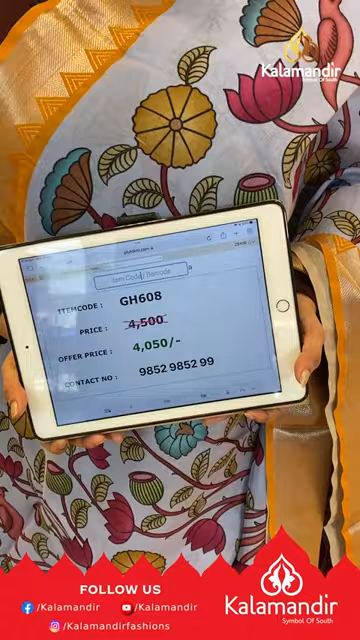 Kalamandir
Symbol Of South
Item Code / Barcode
ITEMCODE : GH608
PRICE : 4,500
OFFER PRICE : 4,050/-
CONTACT NO : 9852 9852 99
FOLLOW US
/Kalamandir /Kalamandir
/Kalamandirfashions
Kalamandir
Symbol Of South